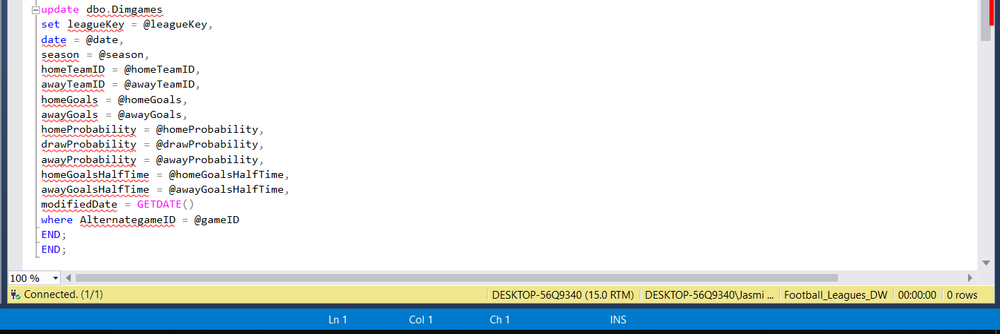 update dbo.Dimgames
set leagueKey = @leagueKey,
date = @date,
season = @season,
homeTeamID = @homeTeamID,
awayTeamID = @awayTeamID,
homeGoals = @homeGoals,
awayGoals = @awayGoals,
homeProbability = @homeProbability,
drawProbability = @drawProbability,
awayProbability = @awayProbability,
homeGoalsHalfTime = @homeGoalsHalfTime,
awayGoalsHalfTime = @awayGoalsHalfTime,
modifiedDate = GETDATE()
where AlternategameID = @gameID
END;
END;
100 %
Connected. (1/1) DESKTOP-56Q9340 (15.0 RTM) DESKTOP-56Q9340\Jasmi ... Football_Leagues_DW 00:00:00 0 rows
Ln 1 Col 1 Ch 1 INS